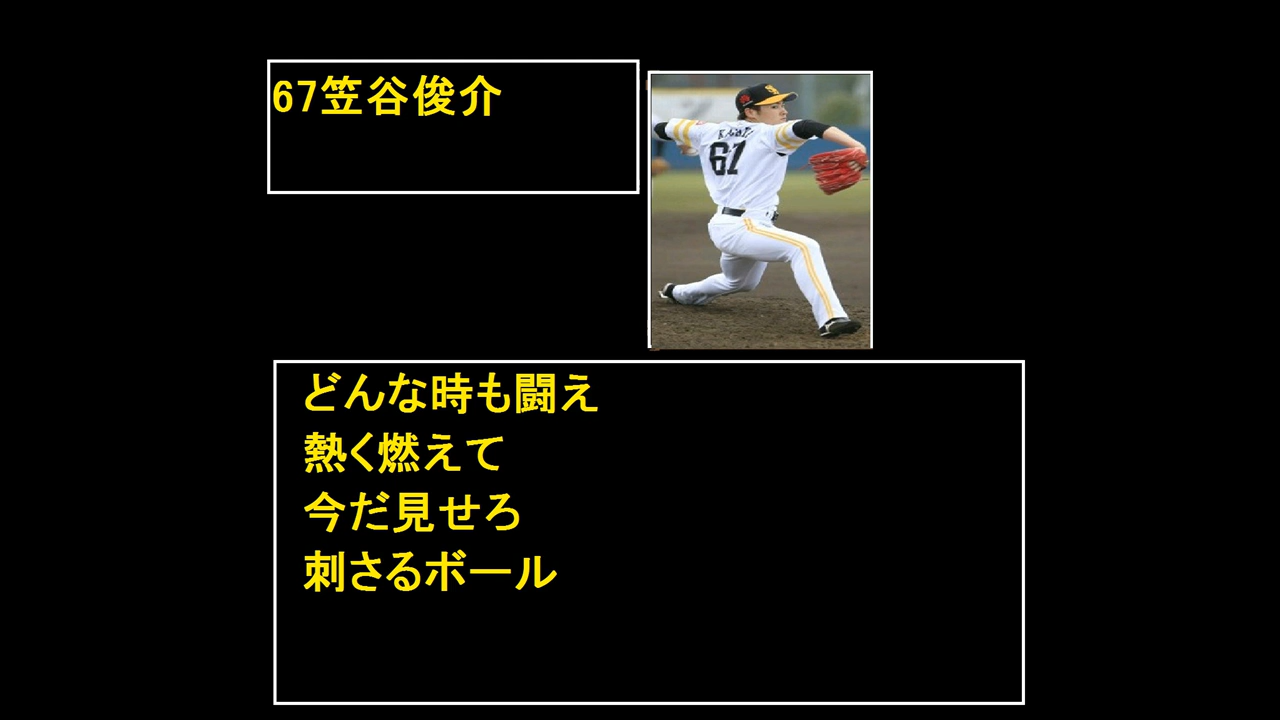 67笠谷俊介
67
どんな時も闘え
熱く燃えて
今だ見せろ
刺さるボール